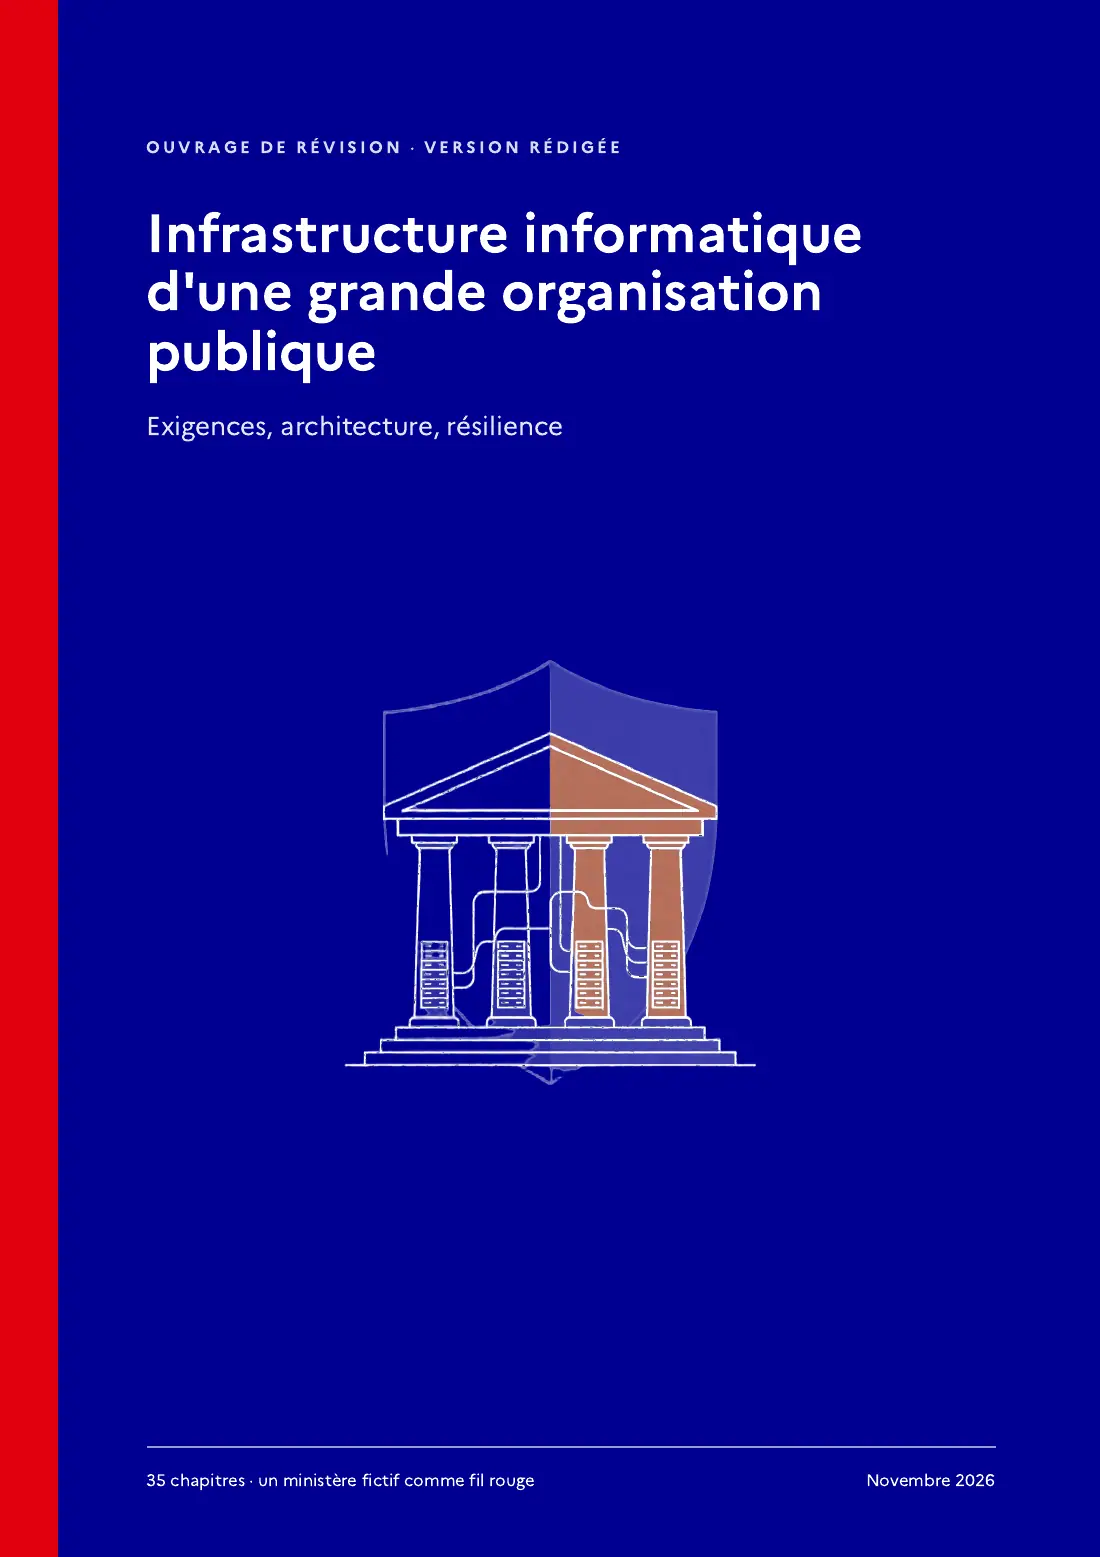 OUVRAGE DE RÉVISION · VERSION RÉDIGÉE
Infrastructure informatique
d'une grande organisation
publique
Exigences, architecture, résilience
35 chapitres · un ministère fictif comme fil rouge
Novembre 2026